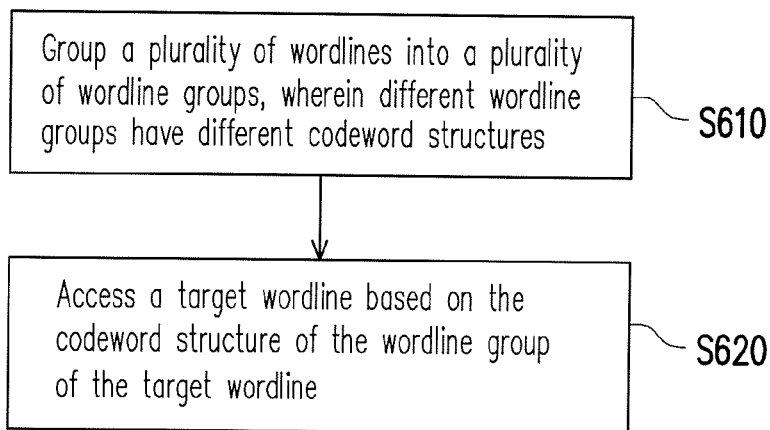 Group a plurality of wordlines into a plurality
of wordline groups, wherein different wordline
groups have different codeword structures
S610
Access a target wordline based on the
codeword structure of the wordline group
of the target wordline
S620